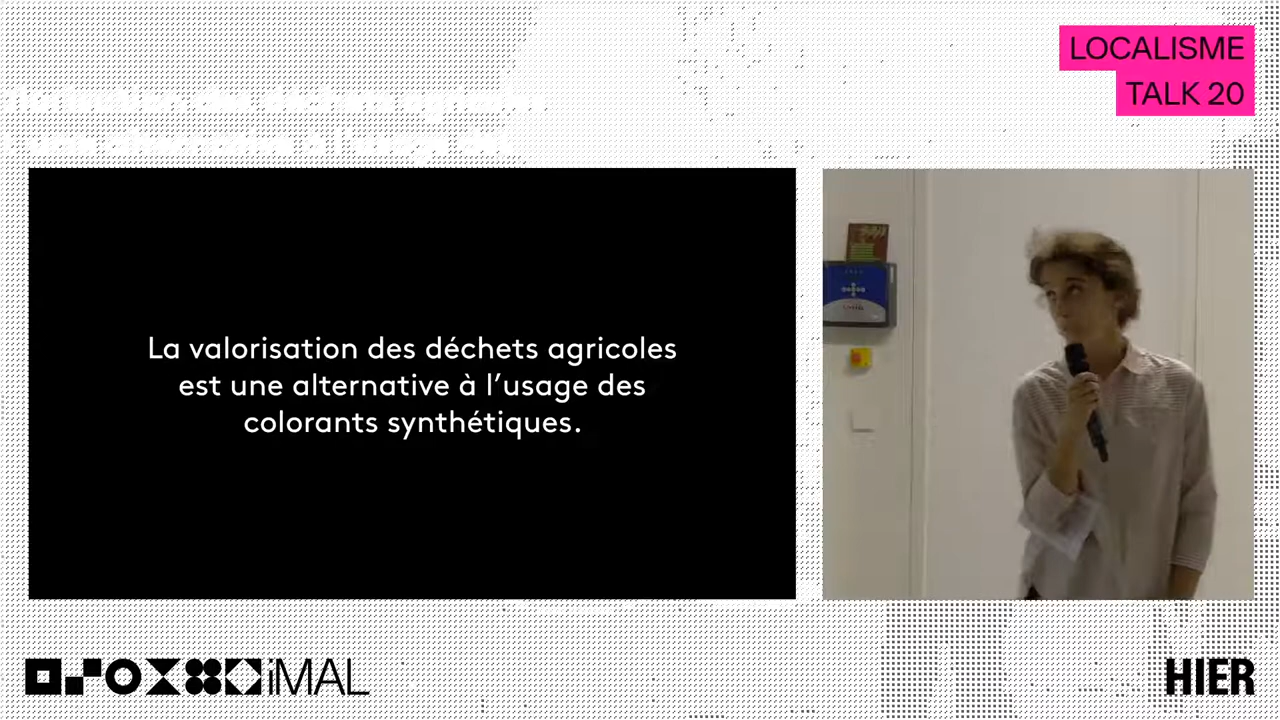 LOCALISME
TALK 20
La valorisation des déchets agricoles
est une alternative à l’usage des
colorants synthétiques.
iMAL
HIER